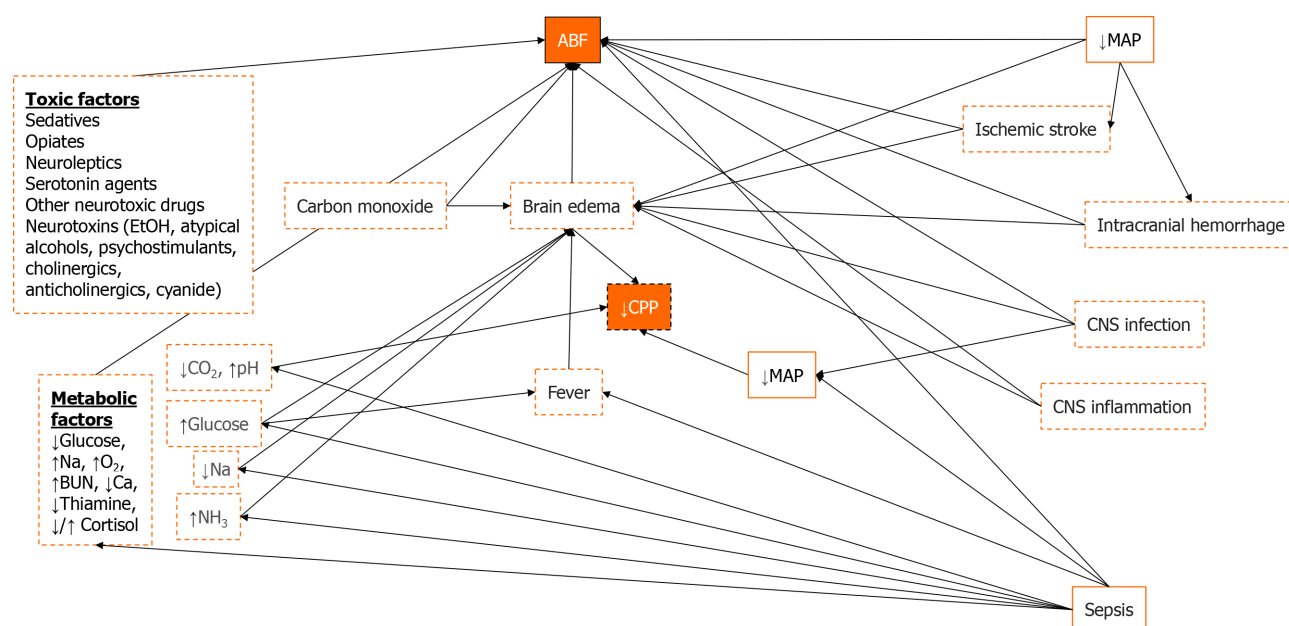 ABF
↓MAP
Toxic factors
Sedatives
Opiates
Neuroleptics
Serotonin agents
Other neurotoxic drugs
Neurotoxins (EtOH, atypical
alcohols, psychostimulants,
cholinergics,
anticholinergics, cyanide)
Ischemic stroke
Carbon monoxide
Brain edema
Intracranial hemorrhage
↓CPP
CNS infection
↓CO₂, ↑pH
↓MAP
Fever
CNS inflammation
Metabolic
factors
↓Glucose,
↑Na, ↑O₂,
↑BUN, ↓Ca,
↓Thiamine,
↓/↑ Cortisol
↑Glucose
↓Na
↑NH₃
Sepsis